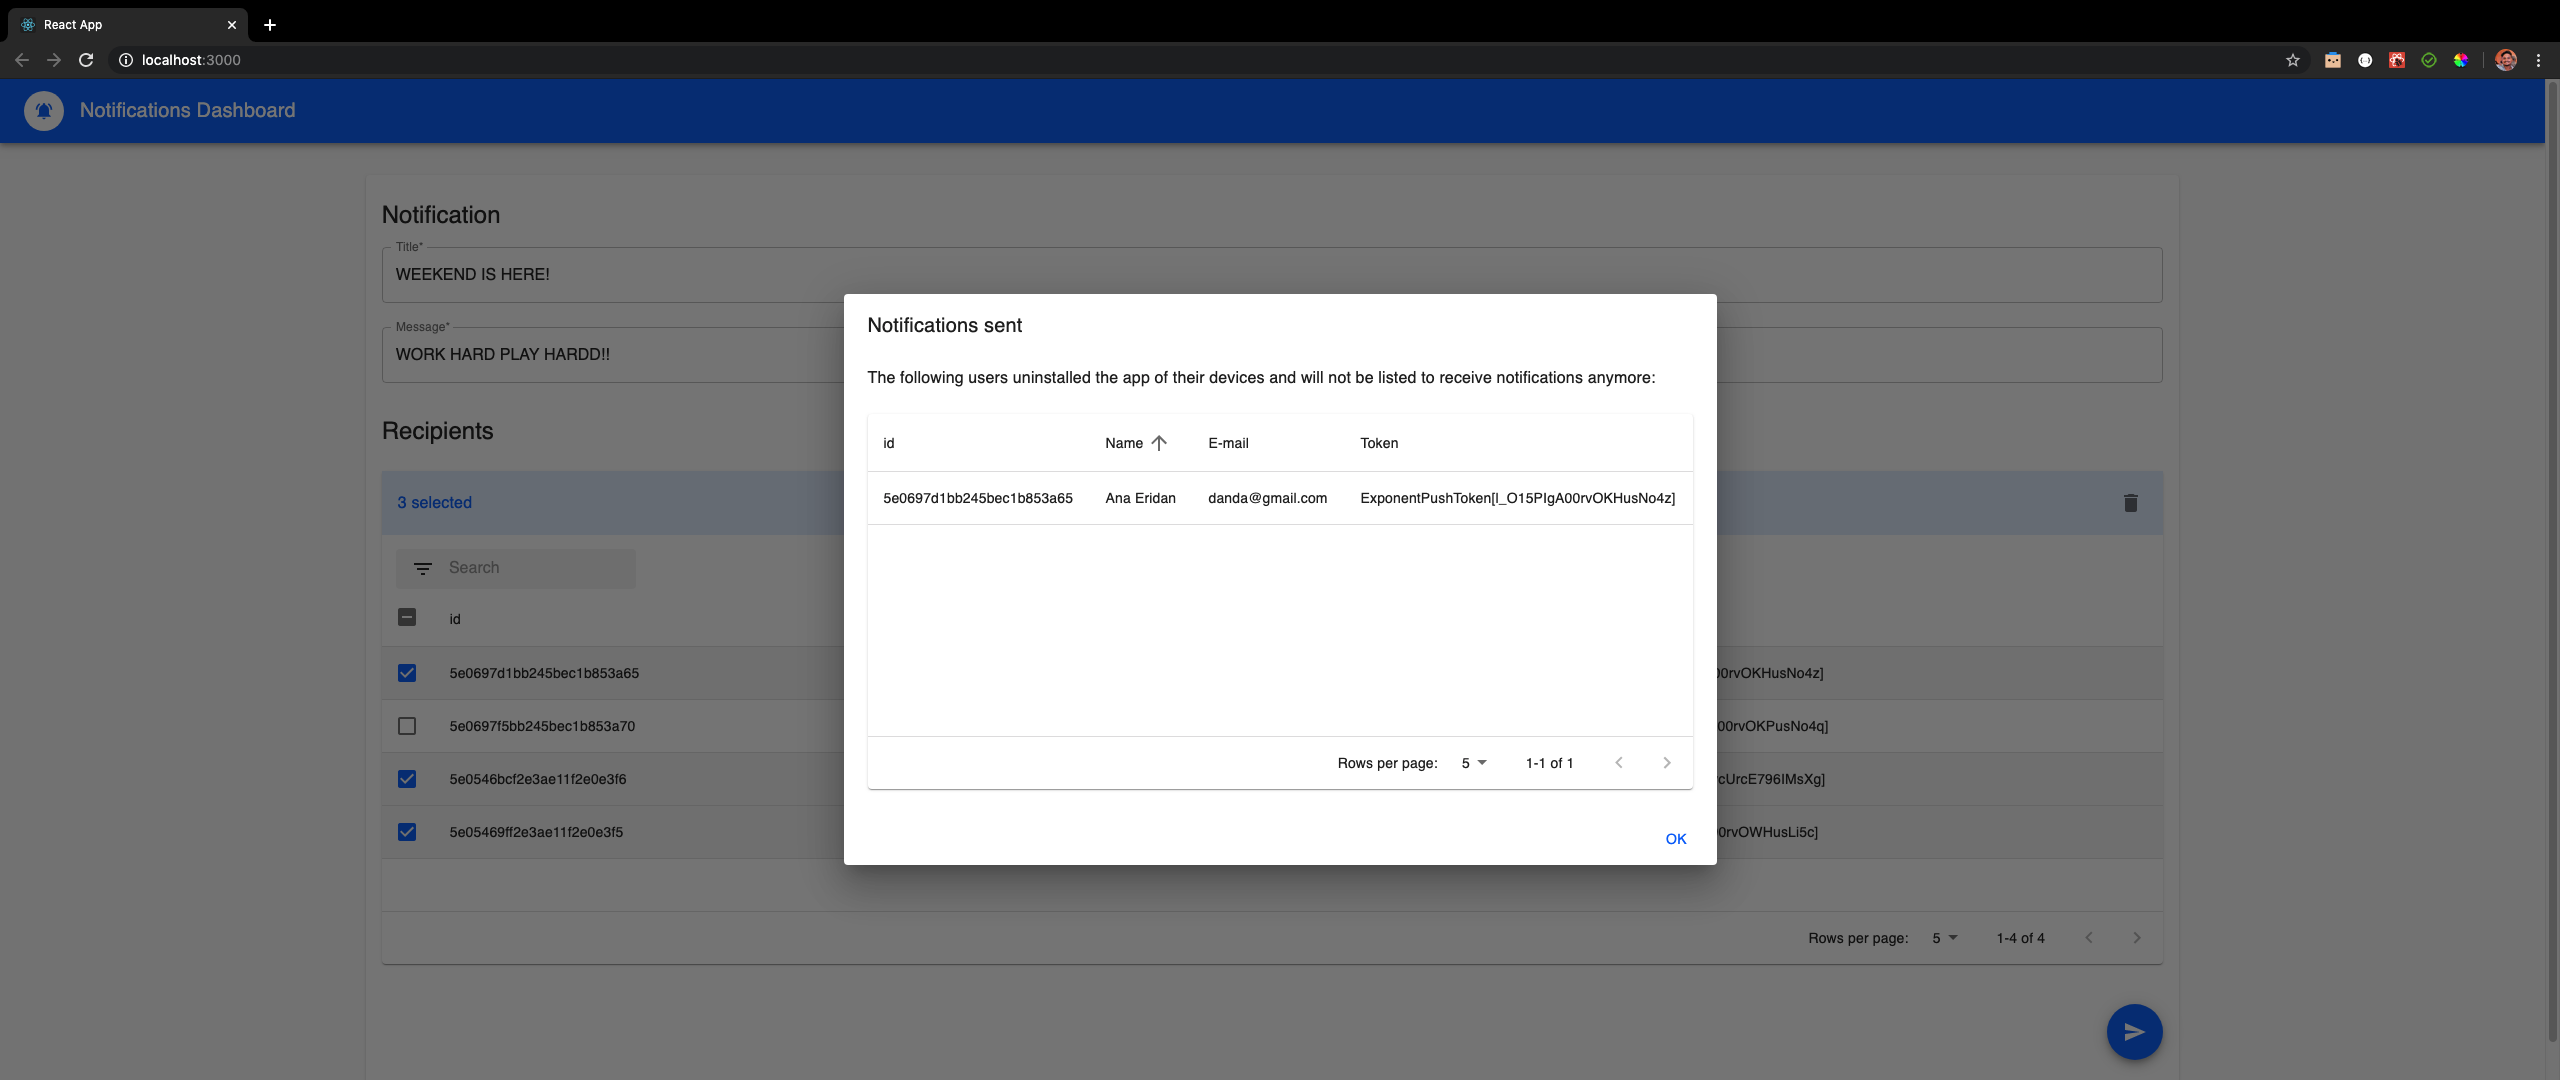 React App
localhost:3000
Notifications Dashboard
Notification
Title*
WEEKEND IS HERE!
Message*
WORK HARD PLAY HARDD!!
Recipients
3 selected
Search
id
5e0697d1bb245bec1b853a65
00rvOKHusNo4z]
5e0697f5bb245bec1b853a70
00rvOKPusNo4q]
5e0546bcf2e3ae11f2e0e3f6
cUrcE796IMsXg]
5e05469ff2e3ae11f2e0e3f5
0rvOWHusLi5c]
Rows per page: 5 1-4 of 4
Notifications sent
The following users uninstalled the app of their devices and will not be listed to receive notifications anymore:
id Name E-mail Token
5e0697d1bb245bec1b853a65 Ana Eridan danda@gmail.com ExponentPushToken[l_O15PIgA00rvOKHusNo4z]
Rows per page: 5 1-1 of 1
OK